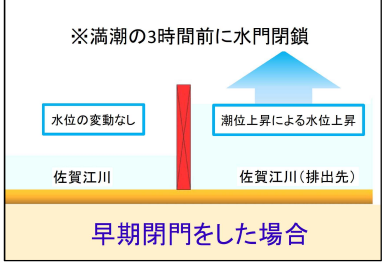 ※満潮の3時間前に水門閉鎖
水位の変動なし
潮位上昇による水位上昇
佐賀江川
佐賀江川(排出先)
早期閉門をした場合